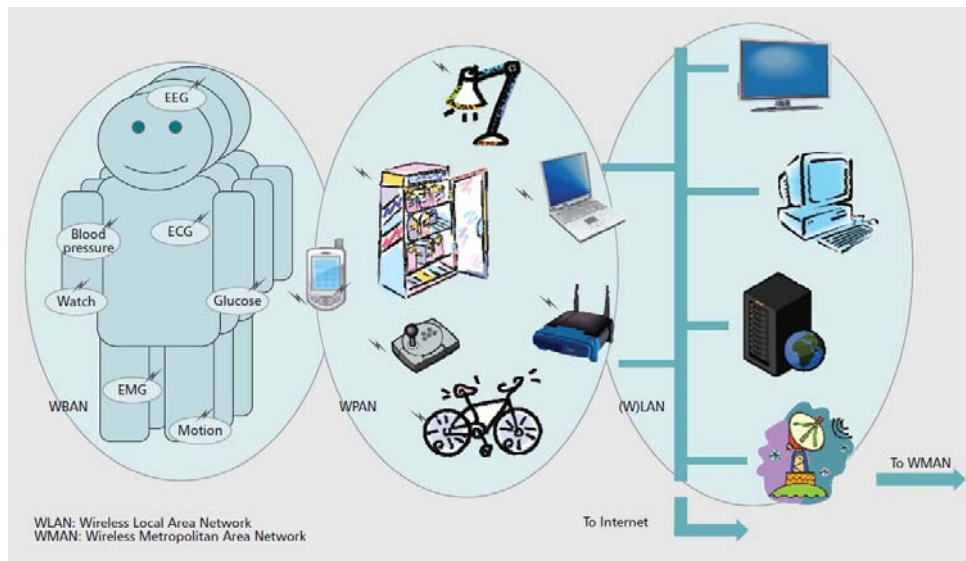 EEG
Blood
pressure
ECG
Watch
Glucose
EMG
Motion
WBAN
WPAN
(W)LAN
To WMAN
To Internet
WLAN: Wireless Local Area Network
WMAN: Wireless Metropolitan Area Network